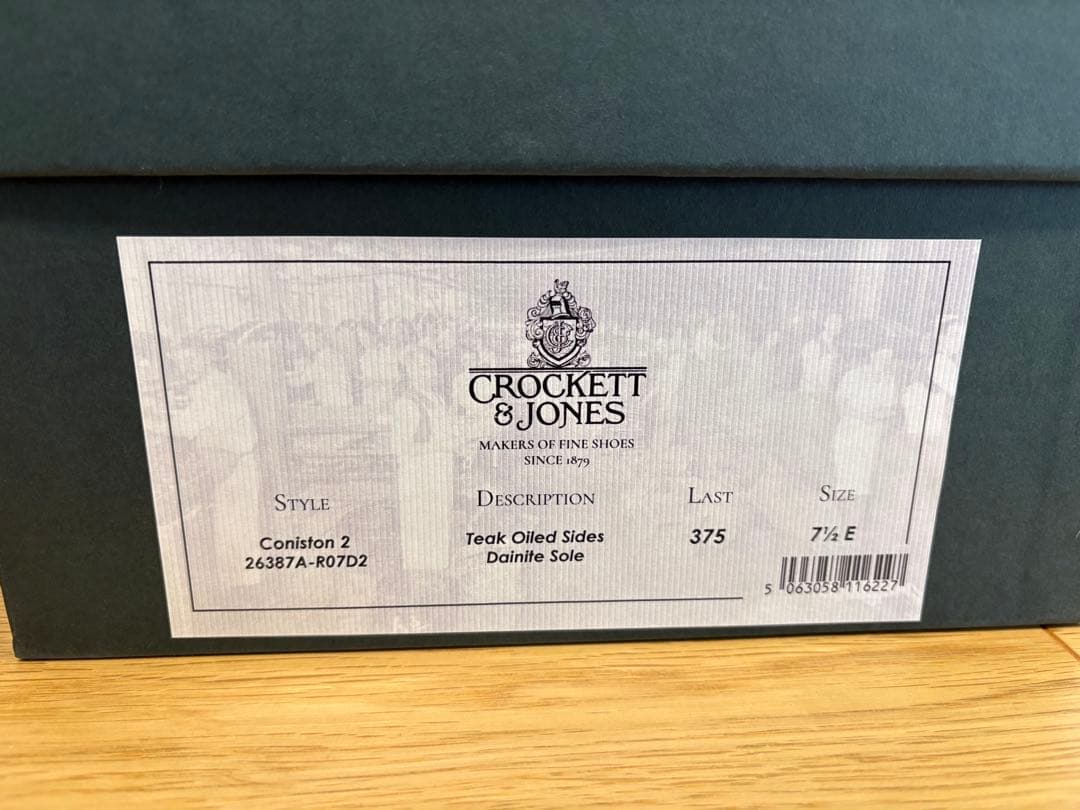 CROCKETT
& JONES
MAKERS OF FINE SHOES
SINCE 1879
STYLE
Coniston 2
26387A-R07D2
DESCRIPTION
Teak Oiled Sides
Dainite Sole
LAST
375
SIZE
7½ E
5 063058 116227